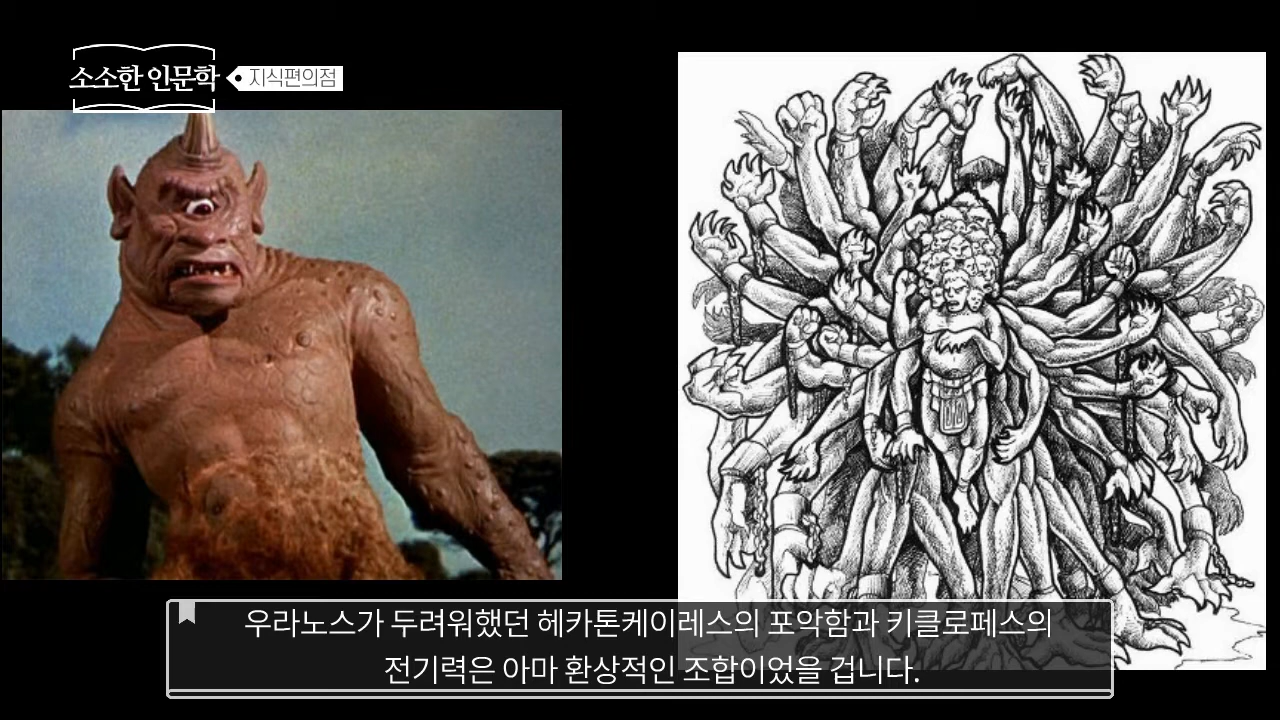 소소한 인문학
지식편의점
우라노스가 두려워했던 헤카톤케이레스의 포악함과 키클로페스의
전기력은 아마 환상적인 조합이었을 겁니다.